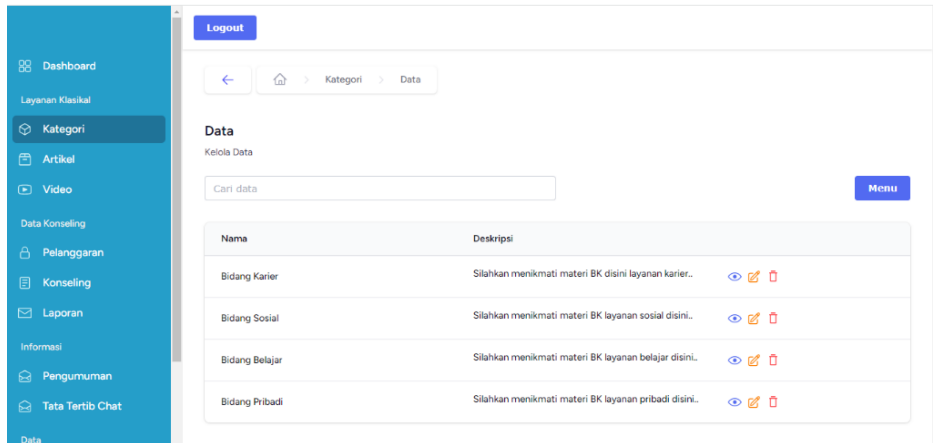 Logout
Dashboard
Kategori > Data
Layanan Klasikal
Kategori
Data
Artikel
Kelola Data
Video
Cari data
Menu
Data Konseling
Nama Deskripsi
Pelanggaran
Bidang Karier Silahkan menikmati materi BK disini layanan karier..
Konseling
Laporan
Bidang Sosial Silahkan menikmati materi BK layanan sosial disini..
Informasi
Bidang Belajar Silahkan menikmati materi BK layanan belajar disini..
Pengumuman
Tata Tertib Chat
Bidang Pribadi Silahkan menikmati materi BK layanan pribadi disini..
Data